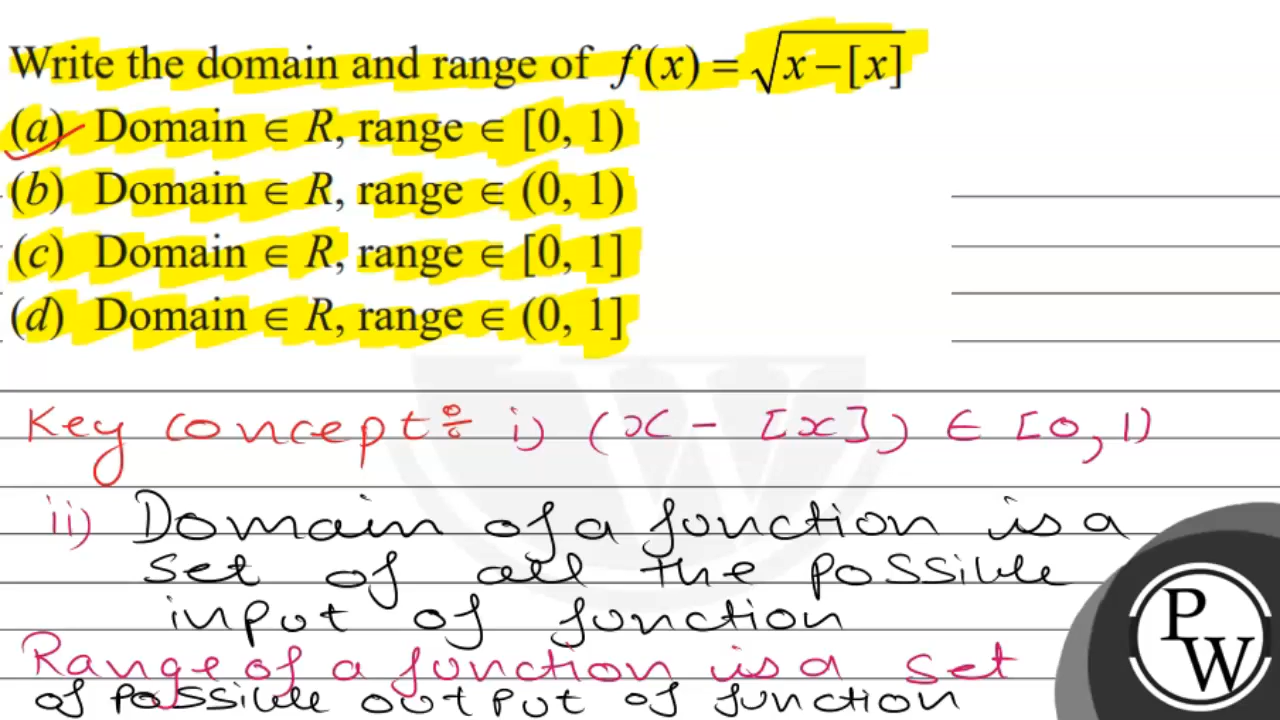 Write the domain and range of f(x) = √x – [x]
(a) Domain ∈ R, range ∈ [0, 1)
(b) Domain ∈ R, range ∈ (0, 1)
(c) Domain ∈ R, range ∈ [0, 1]
(d) Domain ∈ R, range ∈ (0, 1]
Key concept÷ i) (x - [x]) ∈ [0, 1)
ii) Domain of a function is a
set of all the possible
input of function
Range of a function is a set
of possible output of function
P
W